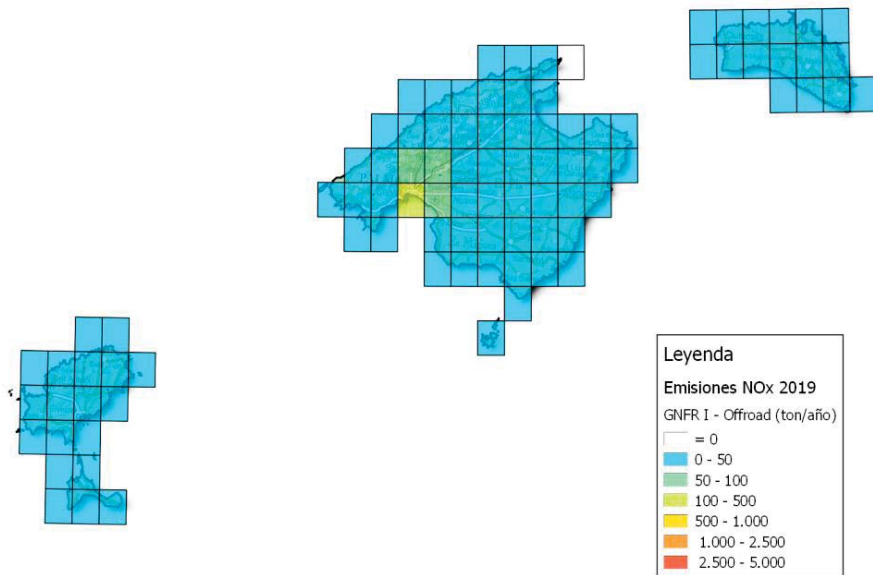 Leyenda
Emisiones NOx 2019
GNFR I - Offroad (ton/año)
= 0
0 - 50
50 - 100
100 - 500
500 - 1.000
1.000 - 2.500
2.500 - 5.000